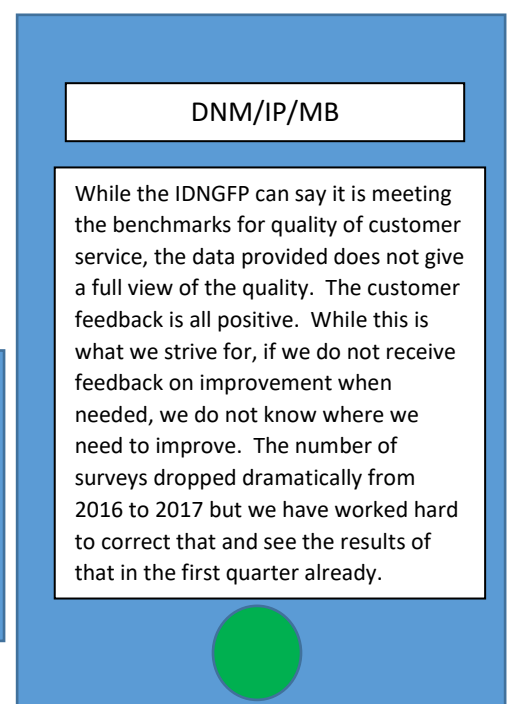 DNM/IP/MB
While the IDNGFP can say it is meeting
the benchmarks for quality of customer
service, the data provided does not give
a full view of the quality.  The customer
feedback is all positive.  While this is
what we strive for, if we do not receive
feedback on improvement when
needed, we do not know where we
need to improve.  The number of
surveys dropped dramatically from
2016 to 2017 but we have worked hard
to correct that and see the results of
that in the first quarter already.